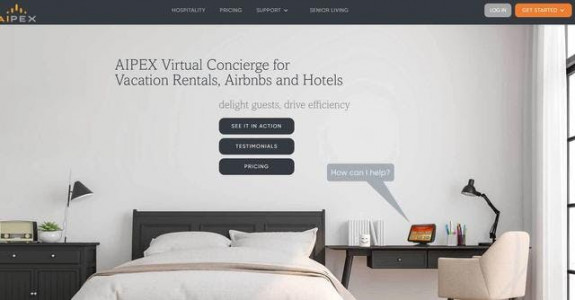 AIPEX
HOSPITALITY
PRICING
SUPPORT
SENIOR LIVING
LOG IN
GET STARTED
AIPEX Virtual Concierge for
Vacation Rentals, Airbnbs and Hotels
delight guests, drive efficiency
SEE IT IN ACTION
TESTIMONIALS
PRICING
How can I help?